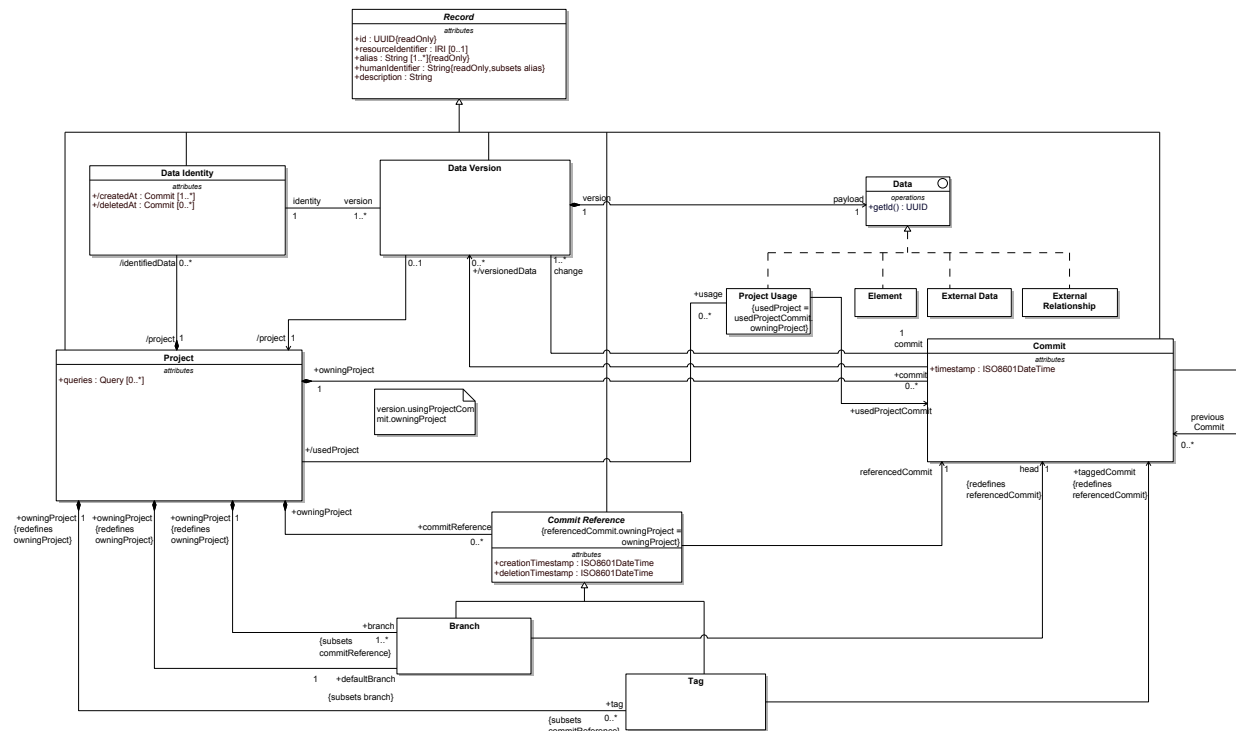 Record
attributes
+id : UUID{readOnly}
+resourceIdentifier : IRI [0..1]
+alias : String [1..*]{readOnly}
+humanIdentifier : String{readOnly,subsets alias}
+description : String
Data Identity
attributes
+/createdAt : Commit [1..*]
+/deletedAt : Commit [0..*]
identity
1
version
1..*
Data Version
version
1
payload
1
Data
operations
+getId() : UUID
/identifiedData
0..*
0..1
0..*
+/versionedData
1..*
change
+usage
0..*
Project Usage
{usedProject =
usedProjectCommit.
owningProject}
Element
External Data
External
Relationship
/project
1
/project
1
1
commit
Project
attributes
+queries : Query [0..*]
+owningProject
1
+commit
0..*
Commit
attributes
+timestamp : ISO8601DateTime
version.usingProjectCom
mit.owningProject
+usedProjectCommit
previous
Commit
0..*
+/usedProject
referencedCommit
1
head
1
{redefines
referencedCommit}
+taggedCommit
1
{redefines
referencedCommit}
+owningProject
1
{redefines
owningProject}
+owningProject
{redefines
owningProject}
+owningProject
1
{redefines
owningProject}
+owningProject
+commitReference
0..*
Commit Reference
{referencedCommit.owningProject =
owningProject}
attributes
+creationTimestamp : ISO8601DateTime
+deletionTimestamp : ISO8601DateTime
+branch
{subsets
1..*
commitReference}
Branch
1
+defaultBranch
{subsets branch}
Tag
+tag
{subsets
0..*
commitReference}